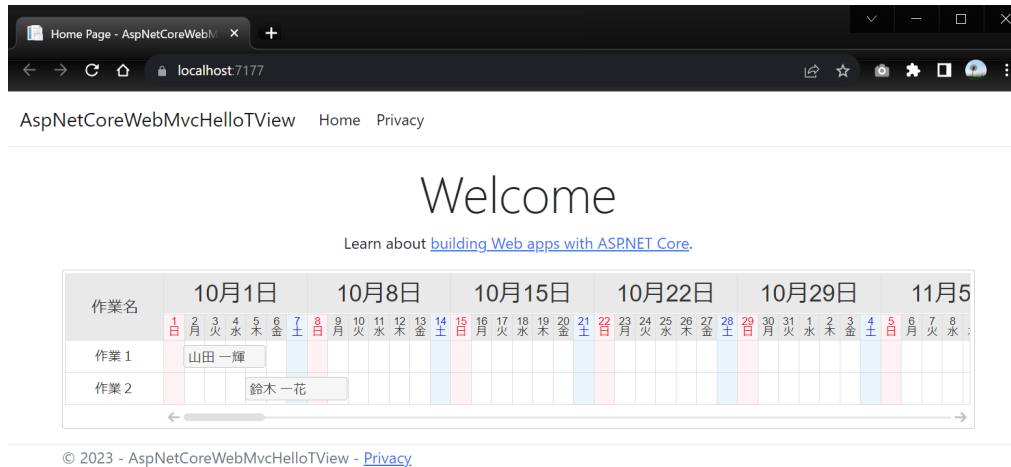 Home Page - AspNetCoreWebM
localhost:7177
AspNetCoreWebMvcHelloTView Home Privacy
Welcome
Learn about building Web apps with ASP.NET Core.
作業名 10月1日 10月8日 10月15日 10月22日 10月29日 11月5
1 2 3 4 5 6 7 8 9 10 11 12 13 14 15 16 17 18 19 20 21 22 23 24 25 26 27 28 29 30 31 1 2 3 4 5 6 7 8
日 月 火 水 木 金 土 日 月 火 水 木 金 土 日 月 火 水 木 金 土 日 月 火 水 木 金 土 日 月 火 水 木 金 土 日 月 火 水
作業 1 山田 一輝
作業 2 鈴木 一花
© 2023 - AspNetCoreWebMvcHelloTView - Privacy